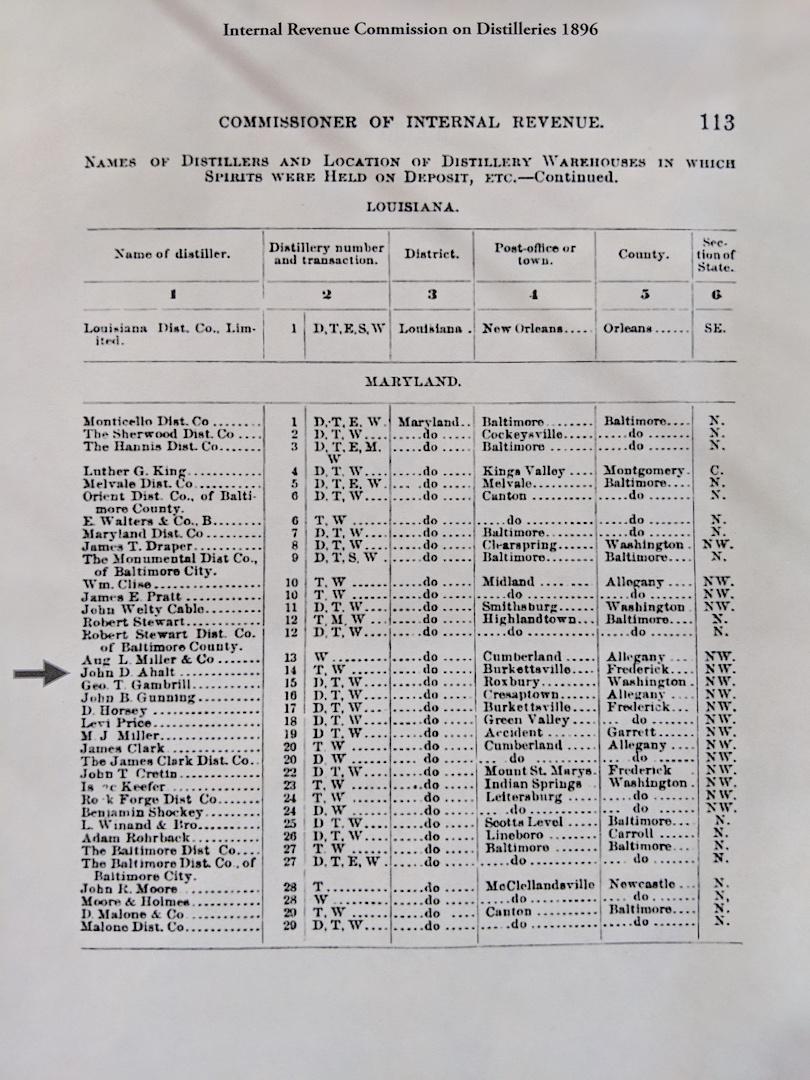 Internal Revenue Commission on Distilleries 1896
COMMISSIONER OF INTERNAL REVENUE. 113
NAMES OF DISTILLERS AND LOCATION OF DISTILLERY WAREHOUSES IN WHICH
SPIRITS WERE HELD ON DEPOSIT, ETC.—Continued.
LOUISIANA.
Name of distiller. Distillery number and transaction. District. Post-office or town. County. Section of State.
1 2 3 4 5 6
Louisiana Dist. Co., Limited. 1 D, T, E, S, W Louisiana . New Orleans.... Orleans ...... SE.
MARYLAND.
Monticello Dist. Co ........ 1 D, T, E, W. Maryland.. Baltimore ....... Baltimore.... N.
The Sherwood Dist. Co .... 2 D, T, W.... .....do ..... Cockeysville..... .....do ....... N.
The Hannis Dist. Co....... 3 D, T, E, M, W .....do ..... Baltimore ....... .....do ....... N.
Luther G. King............ 4 D, T, W.... .....do ..... Kings Valley .... Montgomery. C.
Melvale Dist. Co........... 5 D, T, E, W. .....do ..... Melvale.......... Baltimore.... N.
Orient Dist. Co., of Baltimore County. 6 D, T, W.... .....do ..... Canton .......... .....do ....... N.
E. Walters & Co., B........ 6 T, W ...... .....do ..... .....do .......... .....do ....... N.
Maryland Dist. Co ......... 7 D, T, W.... .....do ..... Baltimore........ .....do ....... N.
James T. Draper........... 8 D, T, W.... .....do ..... Clearspring...... Washington . NW.
The Monumental Dist Co., of Baltimore City. 9 D, T, S, W . .....do ..... Baltimore........ Baltimore.... N.
Wm. Clise................. 10 T, W ...... .....do ..... Midland ......... Allegany .... NW.
James E. Pratt ............ 10 T, W ...... .....do ..... .....do .......... .....do ....... NW.
John Welty Cable.......... 11 D, T, W.... .....do ..... Smithsburg...... Washington . NW.
Robert Stewart............ 12 T, M, W ... .....do ..... Highlandtown... Baltimore.... N.
Robert Stewart Dist. Co. of Baltimore County. 12 D, T, W.... .....do ..... .....do .......... .....do ....... N.
Aug L. Miller & Co ........ 13 W .......... .....do ..... Cumberland ..... Allegany ... NW.
John D. Ahalt ............. 14 T, W ...... .....do ..... Burkettsville.... Frederick.... NW.
Geo. T. Gambrill........... 15 D, T, W.... .....do ..... Roxbury.......... Washington . NW.
John B. Gunning........... 16 D, T, W.... .....do ..... Cresaptown...... Allegany .... NW.
D. Horsey ................ 17 D, T, W.... .....do ..... Burkettsville.... Frederick... NW.
Levi Price................. 18 D, T, W.... .....do ..... Green Valley.... ... do ....... NW.
M. J Miller................ 19 D T, W.... .....do ..... Accident ........ Garrett...... NW.
James Clark .............. 20 T W ...... .....do ..... Cumberland ..... Allegany ... NW.
The James Clark Dist. Co.. 20 D, W ...... .....do ..... ... do .......... ... do ....... NW.
John T Cretin............. 22 D T, W.... .....do ..... Mount St. Marys. Frederick . NW.
Keefer ............ 23 T, W ...... .....do ..... Indian Springs .. Washington . NW.
Forge Dist Co....... 24 T, W ...... .....do ..... Leitersburg ..... .....do ....... NW.
Benjamin Shockey......... 24 D, W ...... .....do ..... ....do .......... ... do ....... NW.
L. Winand & Bro.......... 25 D T, W.... .....do ..... Scotts Level ..... Baltimore.... N.
Adam Rohrback........... 26 D, T, W.... .....do ..... Lineboro ........ Carroll ...... N.
The Baltimore Dist Co.... 27 T W ...... .....do ..... Baltimore ....... Baltimore.... N.
The Baltimore Dist. Co., of Baltimore City. 27 D, T, E, W . .....do ..... .....do .......... ... do ....... N.
John R. Moore ............ 28 T.......... .....do ..... McClellandsville Newcastle ... N.
Moore & Holmes........... 28 W ......... .....do ..... .....do .......... ... do ....... N,
D. Malone & Co ........... 29 T, W ...... .....do ..... Canton .......... Baltimore.... N.
Malone Dist. Co............ 29 D, T, W.... .....do ..... ....do .......... .....do ....... N.